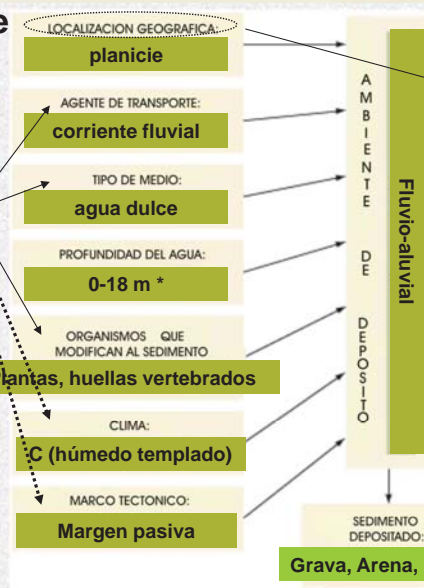 e
LOCALIZACION GEOGRAFICA:
planicie
AGENTE DE TRANSPORTE:
corriente fluvial
TIPO DE MEDIO:
agua dulce
PROFUNDIDAD DEL AGUA:
0-18 m *
ORGANISMOS QUE
MODIFICAN AL SEDIMENTO
lantas, huellas vertebrados
CLIMA:
C (húmedo templado)
MARCO TECTONICO:
Margen pasiva
AMBIENTE DE DEPOSITO
Fluvio-aluvial
SEDIMENTO
DEPOSITADO:
Grava, Arena,